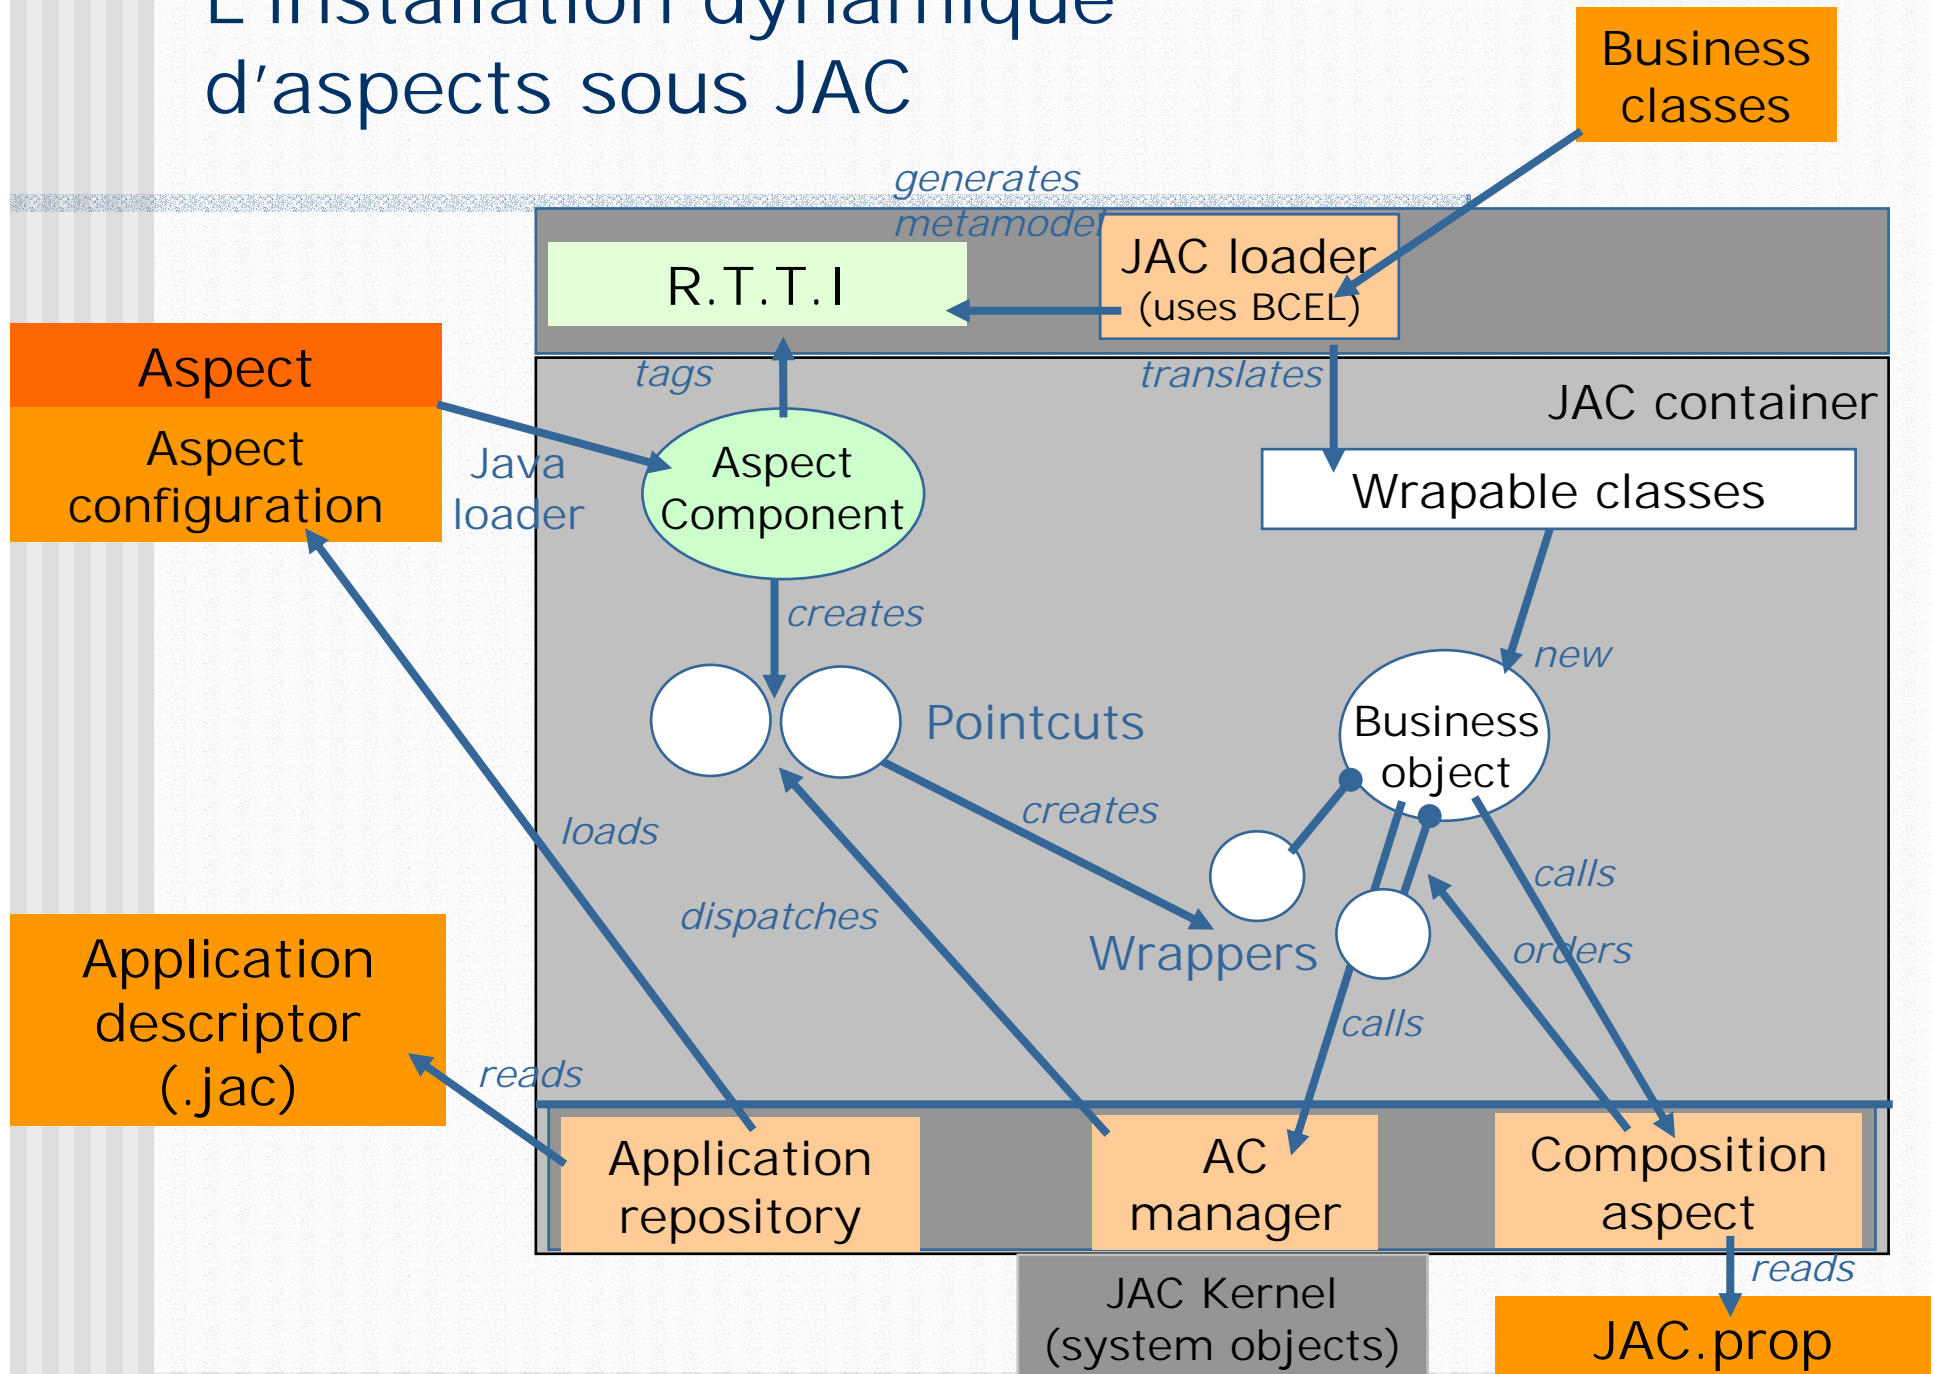 L'installation dynamique
d'aspects sous JAC
Business
classes
generates
metamodel
R.T.T.I
JAC loader
(uses BCEL)
Aspect
Aspect
configuration
tags
translates
JAC container
Java
loader
Aspect
Component
Wrapable classes
creates
new
Pointcuts
Business
object
creates
loads
calls
dispatches
Wrappers
orders
calls
Application
descriptor
(.jac)
reads
Application
repository
AC
manager
Composition
aspect
reads
JAC Kernel
(system objects)
JAC.prop